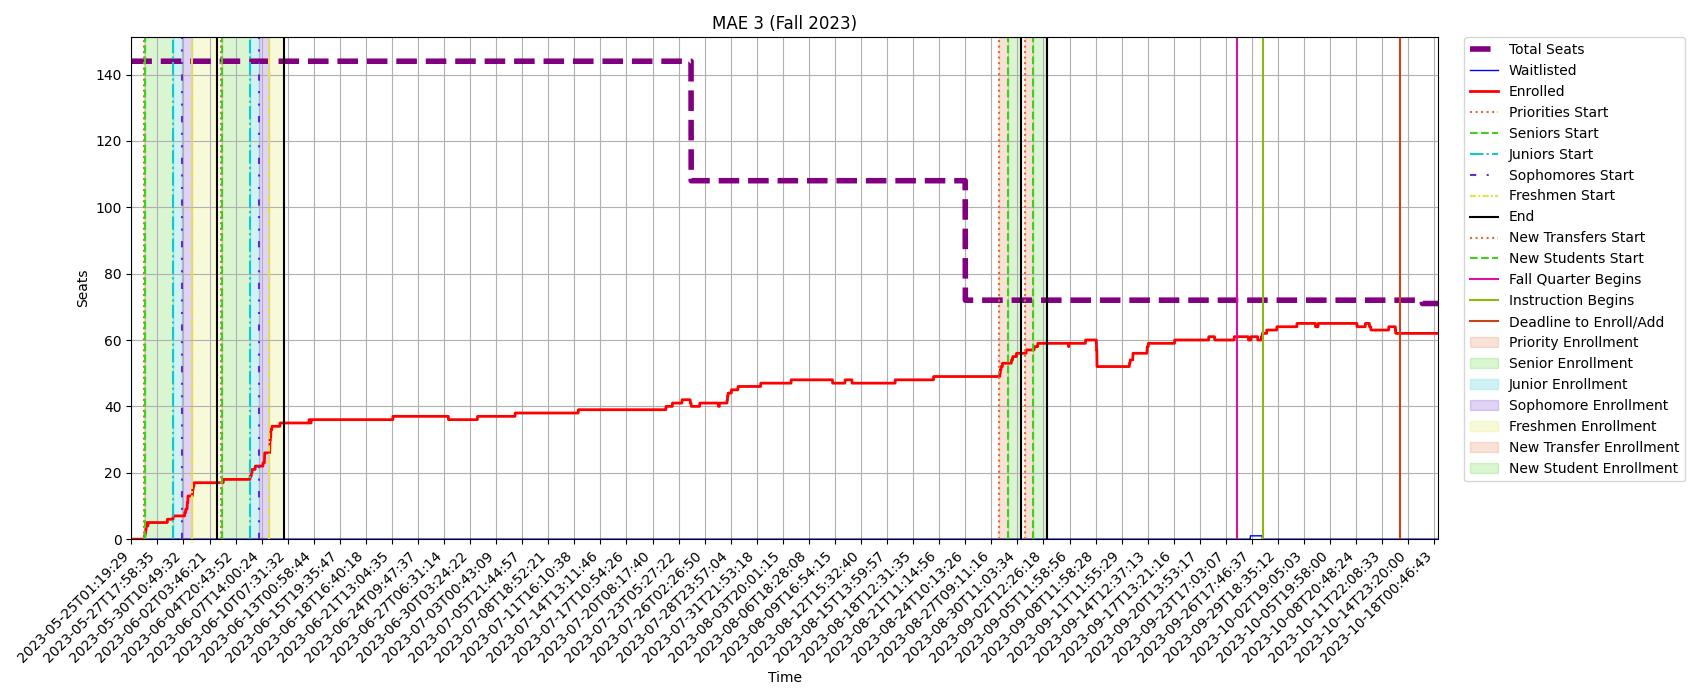 MAE 3 (Fall 2023)
Seats
140
120
100
80
60
40
20
0
2023-05-25T01:19:29
2023-05-27T17:58:35
2023-05-30T10:49:32
2023-06-02T03:46:21
2023-06-04T20:43:52
2023-06-07T14:00:24
2023-06-10T07:31:32
2023-06-13T00:58:44
2023-06-15T19:35:47
2023-06-18T16:40:18
2023-06-21T13:04:35
2023-06-24T09:47:37
2023-06-27T06:31:14
2023-06-30T03:24:22
2023-07-03T00:43:09
2023-07-05T21:44:57
2023-07-08T18:52:21
2023-07-11T16:10:38
2023-07-14T13:11:46
2023-07-17T10:54:26
2023-07-20T08:17:40
2023-07-23T05:27:22
2023-07-26T02:26:50
2023-07-28T23:57:04
2023-07-31T21:53:18
2023-08-03T20:01:15
2023-08-06T18:28:08
2023-08-09T16:54:15
2023-08-12T15:32:40
2023-08-15T13:59:57
2023-08-18T12:31:35
2023-08-21T11:14:56
2023-08-24T10:13:26
2023-08-27T09:11:16
2023-08-30T11:03:34
2023-09-02T12:26:18
2023-09-05T11:58:56
2023-09-08T11:58:28
2023-09-11T11:55:29
2023-09-14T12:37:13
2023-09-17T13:21:16
2023-09-20T13:53:17
2023-09-23T17:03:07
2023-09-26T17:46:37
2023-09-29T18:35:12
2023-10-02T19:05:03
2023-10-05T19:58:00
2023-10-08T20:48:24
2023-10-11T22:08:33
2023-10-14T23:20:00
2023-10-18T00:46:43
Time
Total Seats
Waitlisted
Enrolled
Priorities Start
Seniors Start
Juniors Start
Sophomores Start
Freshmen Start
End
New Transfers Start
New Students Start
Fall Quarter Begins
Instruction Begins
Deadline to Enroll/Add
Priority Enrollment
Senior Enrollment
Junior Enrollment
Sophomore Enrollment
Freshmen Enrollment
New Transfer Enrollment
New Student Enrollment